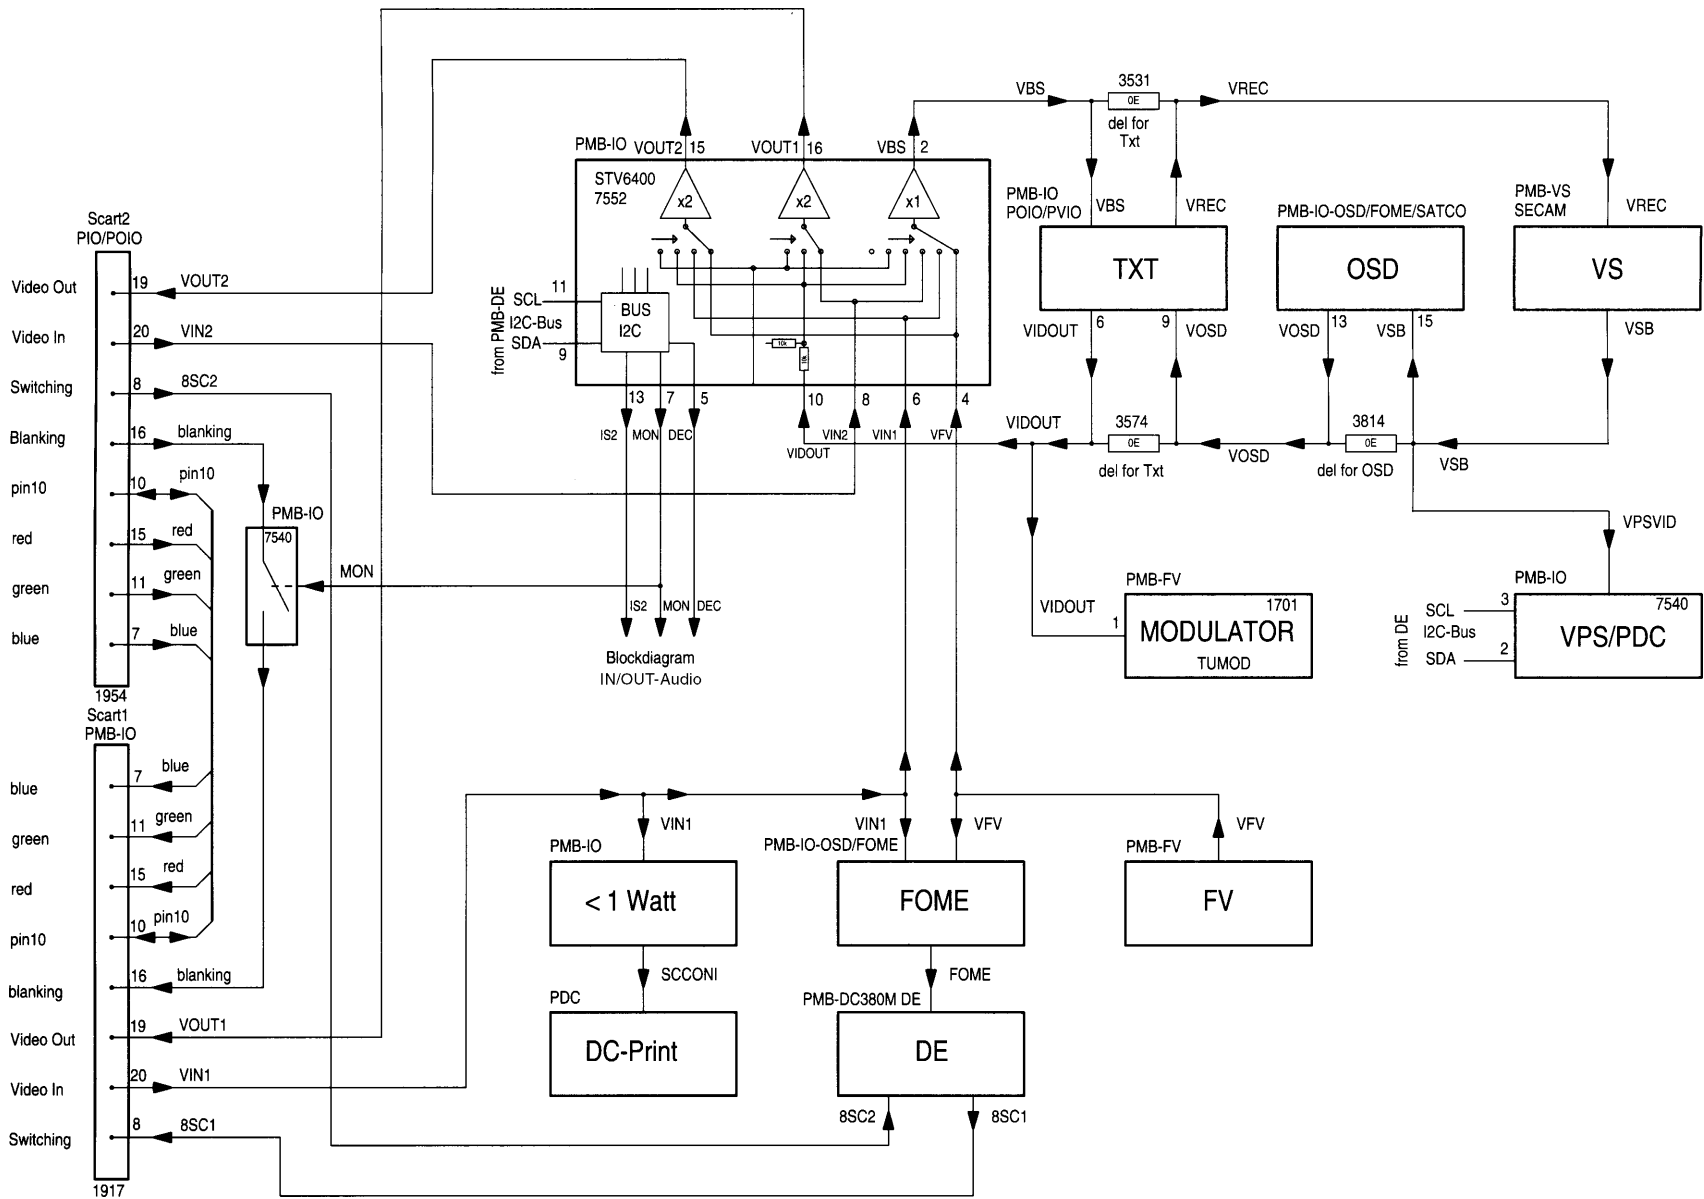 Scart2
PIO/POIO
Video Out
19
VOUT2
Video In
20
VIN2
Switching
8
8SC2
Blanking
16
blanking
pin10
10
pin10
red
15
red
green
11
green
blue
7
blue
1954
Scart1
PMB-IO
blue
7
blue
green
11
green
red
15
red
pin10
10
pin10
blanking
16
blanking
Video Out
19
VOUT1
Video In
20
VIN1
Switching
8
8SC1
1917
PMB-IO
7540
MON
PMB-IO
VOUT2
15
VOUT1
16
VBS
2
STV6400
7552
x2
x2
x1
from PMB-DE
SCL
11
I2C-Bus
SDA
9
BUS
I2C
10k
10k
13
7
5
10
8
6
4
IS2
MON
DEC
VIDOUT
VIN2
VIN1
VFV
IS2
MON
DEC
Blockdiagram
IN/OUT-Audio
VBS
3531
OE
del for
Txt
VREC
PMB-IO
POIO/PVIO
VBS
VREC
TXT
VIDOUT
6
9
VOSD
PMB-IO-OSD/FOME/SATCO
OSD
VOSD
13
VSB
15
PMB-VS
SECAM
VREC
VS
VSB
VIDOUT
3574
OE
del for Txt
VOSD
3814
OE
del for OSD
VSB
VPSVID
VIDOUT
1
PMB-FV
1701
MODULATOR
TUMOD
PMB-IO
7540
VPS/PDC
from DE
SCL
3
I2C-Bus
SDA
2
VIN1
PMB-IO
< 1 Watt
SCCONI
PDC
DC-Print
VIN1
VFV
PMB-IO-OSD/FOME
FOME
FOME
PMB-DC380M DE
DE
8SC2
8SC1
VFV
PMB-FV
FV